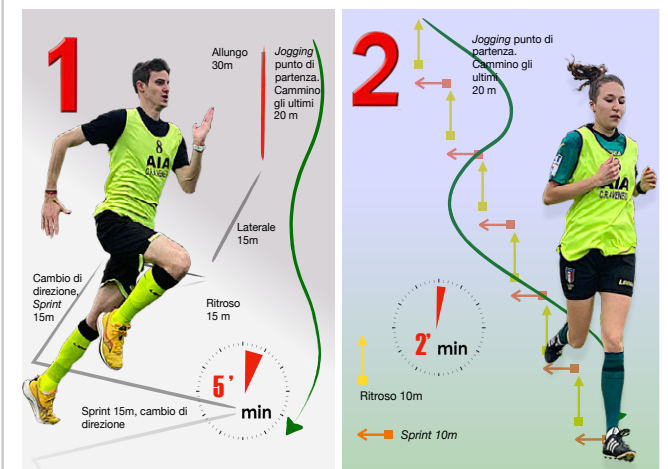 1
Allungo
30m
Jogging
punto di
partenza.
Cammino
gli ultimi
20 m
8
AIA
C.R.A VENETO
Laterale
15m
Cambio di
direzione,
Sprint
15m
Ritroso
15 m
5’
min
Sprint 15m, cambio di
direzione
2
Jogging punto di
partenza.
Cammino gli
ultimi
20 m
AIA
2’ min
Ritroso 10m
Sprint 10m